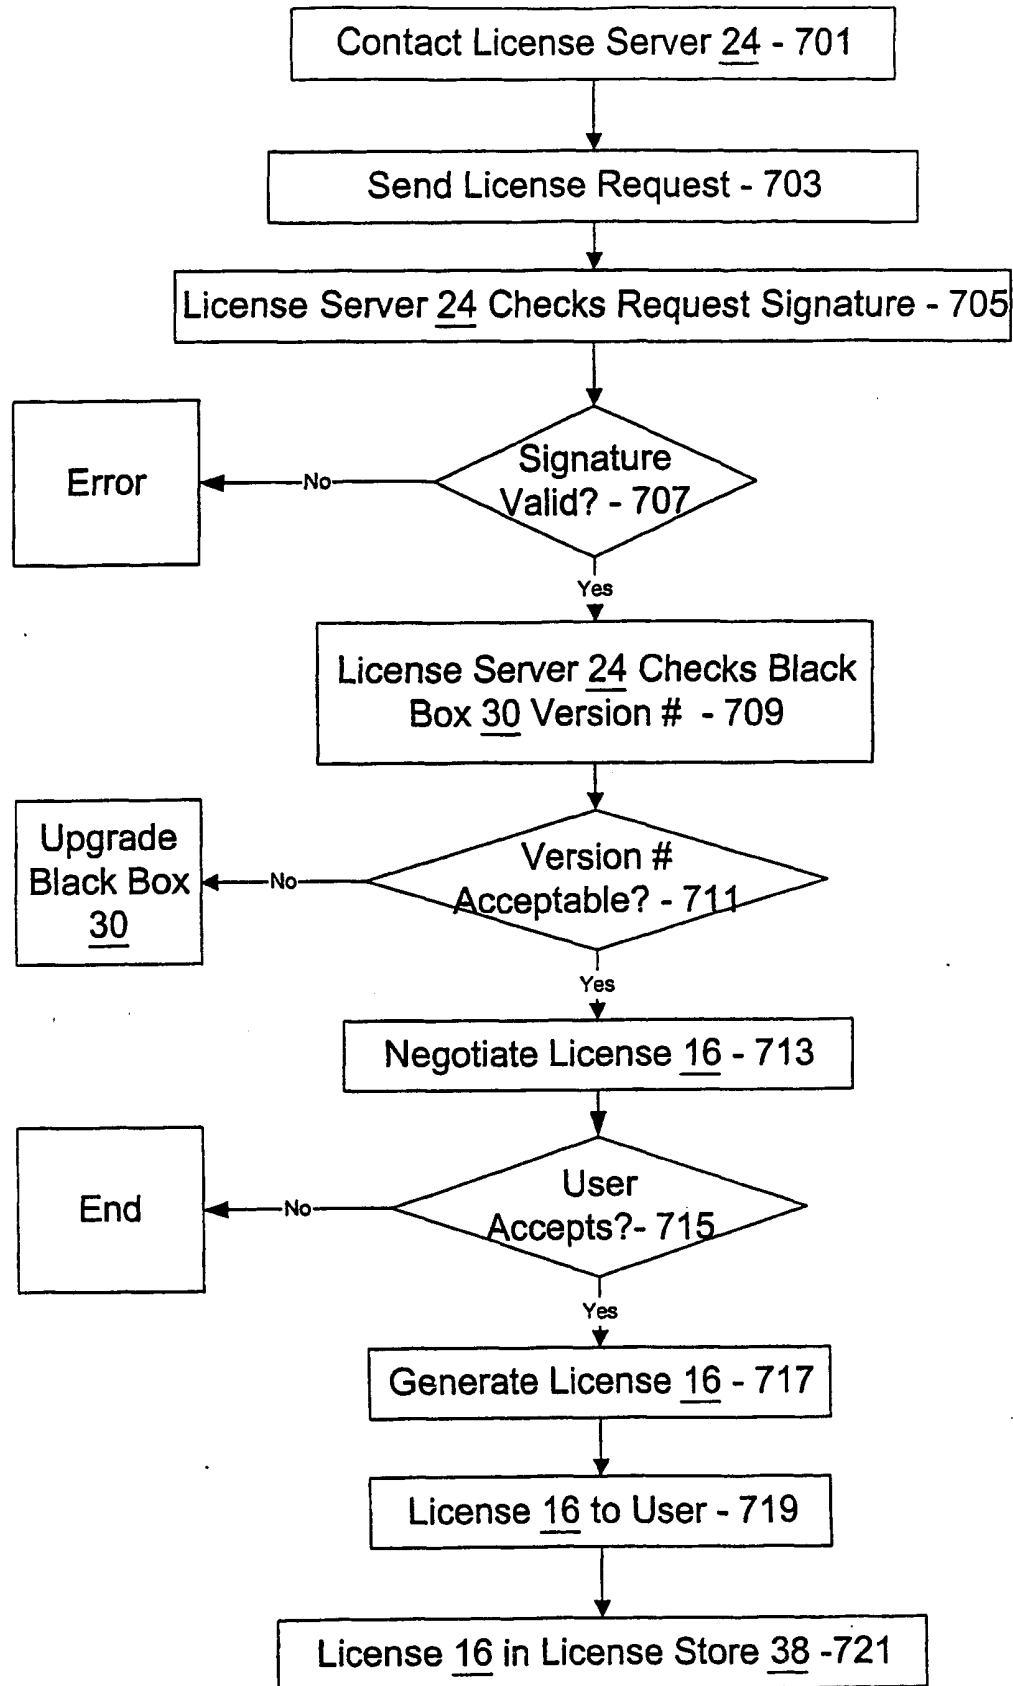 Contact License Server 24 - 701
Send License Request - 703
License Server 24 Checks Request Signature - 705
Signature
Valid? - 707
No
Error
Yes
License Server 24 Checks Black
Box 30 Version # - 709
Version #
Acceptable? - 711
No
Upgrade
Black Box
30
Yes
Negotiate License 16 - 713
User
Accepts?- 715
No
End
Yes
Generate License 16 - 717
License 16 to User - 719
License 16 in License Store 38 -721